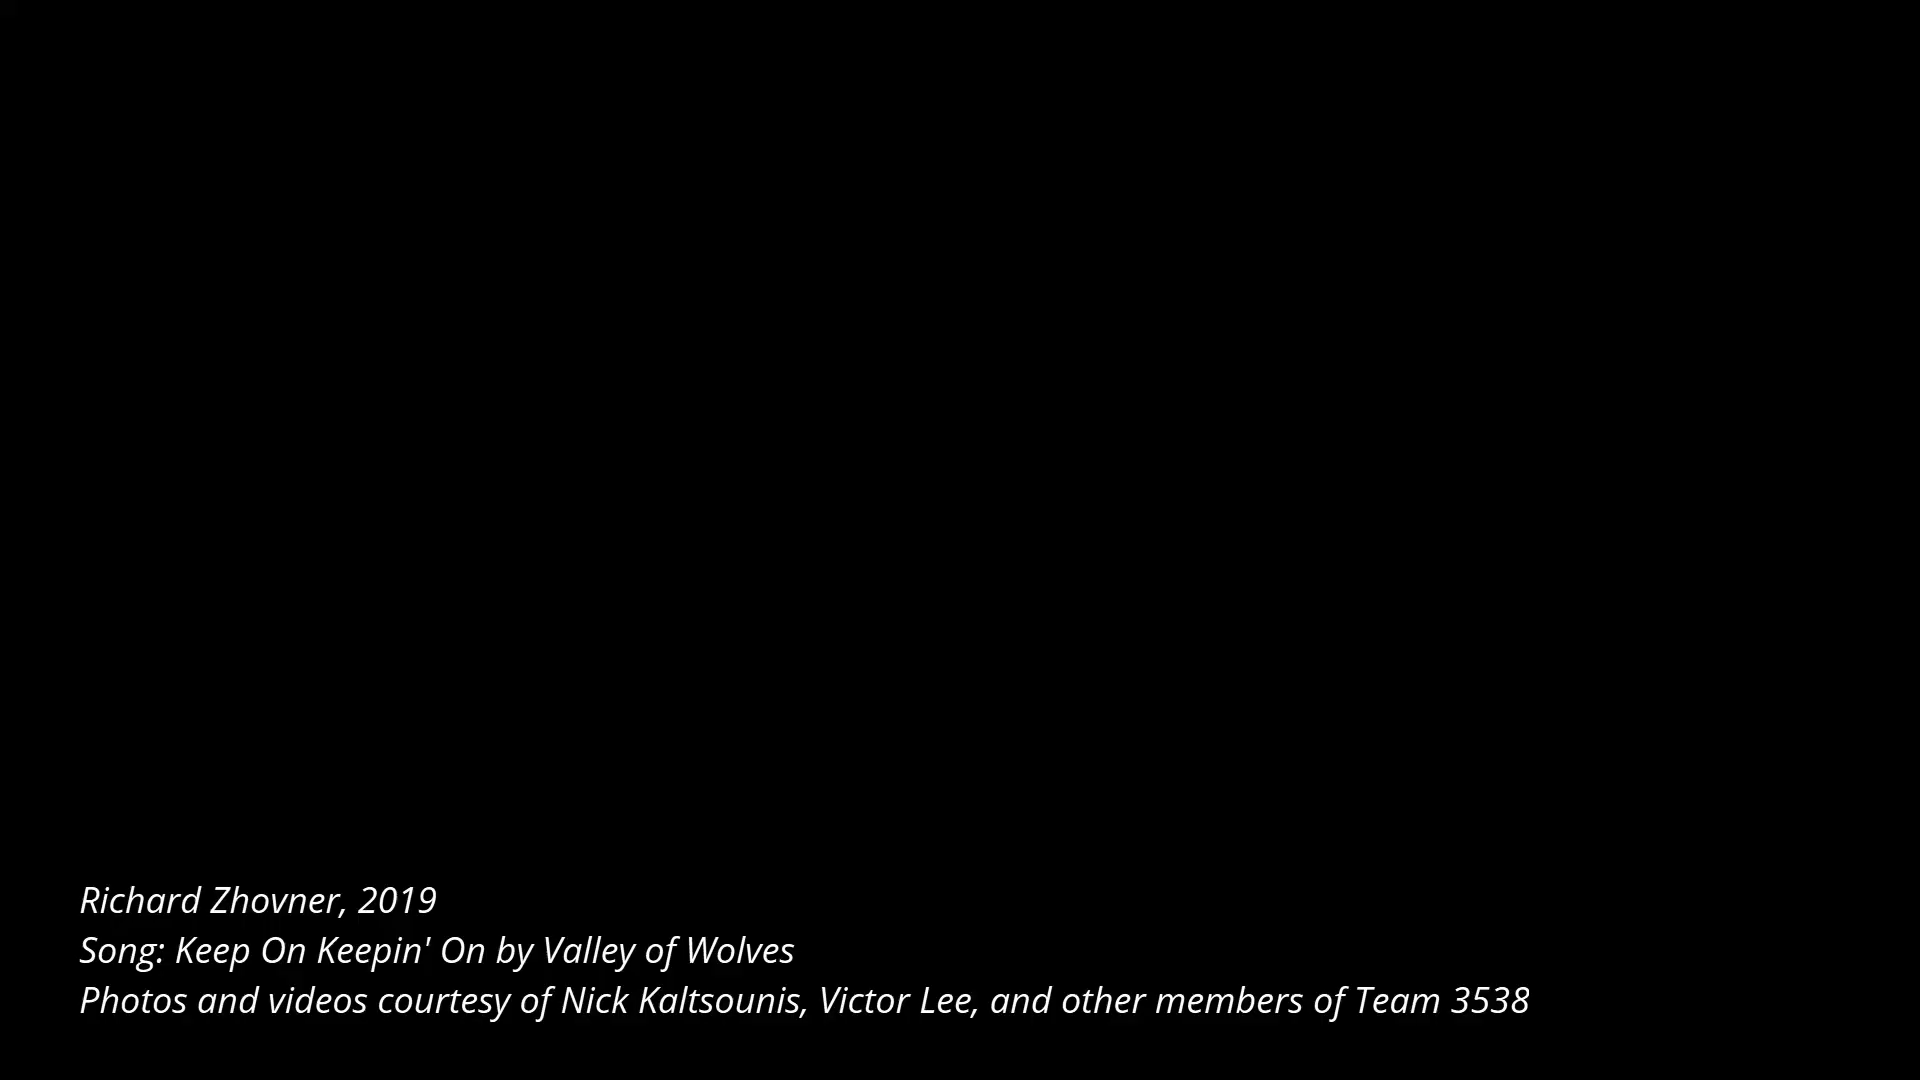 Richard Zhovner, 2019
Song: Keep On Keepin' On by Valley of Wolves
Photos and videos courtesy of Nick Kaltsounis, Victor Lee, and other members of Team 3538